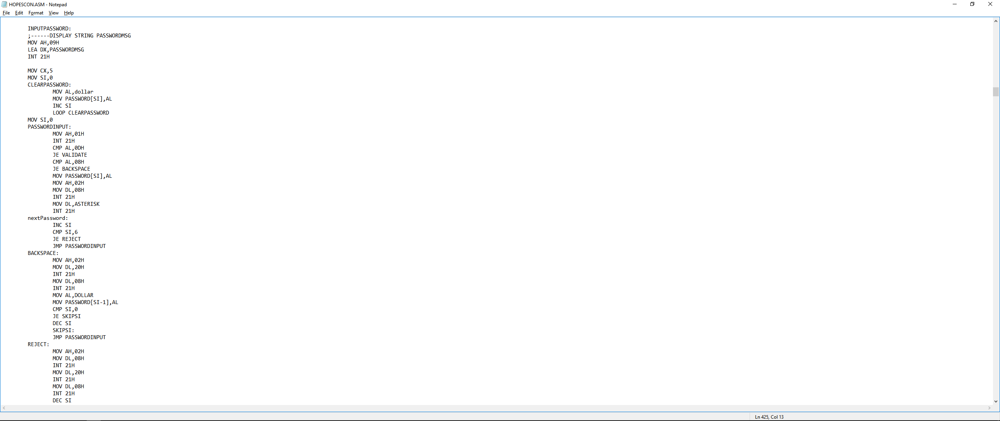 HOPESCON.ASM - Notepad
File Edit Format View Help
INPUTPASSWORD:
;------DISPLAY STRING PASSWORDMSG
MOV AH,09H
LEA DX,PASSWORDMSG
INT 21H
MOV CX,5
MOV SI,0
CLEARPASSWORD:
MOV AL,dollar
MOV PASSWORD[SI],AL
INC SI
LOOP CLEARPASSWORD
MOV SI,0
PASSWORDINPUT:
MOV AH,01H
INT 21H
CMP AL,0DH
JE VALIDATE
CMP AL,08H
JE BACKSPACE
MOV PASSWORD[SI],AL
MOV AH,02H
MOV DL,08H
INT 21H
MOV DL,ASTERISK
INT 21H
nextPassword:
INC SI
CMP SI,6
JE REJECT
JMP PASSWORDINPUT
BACKSPACE:
MOV AH,02H
MOV DL,20H
INT 21H
MOV DL,08H
INT 21H
MOV AL,DOLLAR
MOV PASSWORD[SI-1],AL
CMP SI,0
JE SKIPSI
DEC SI
SKIPSI:
JMP PASSWORDINPUT
REJECT:
MOV AH,02H
MOV DL,08H
INT 21H
MOV DL,20H
INT 21H
MOV DL,08H
INT 21H
DEC SI
Ln 425, Col 13